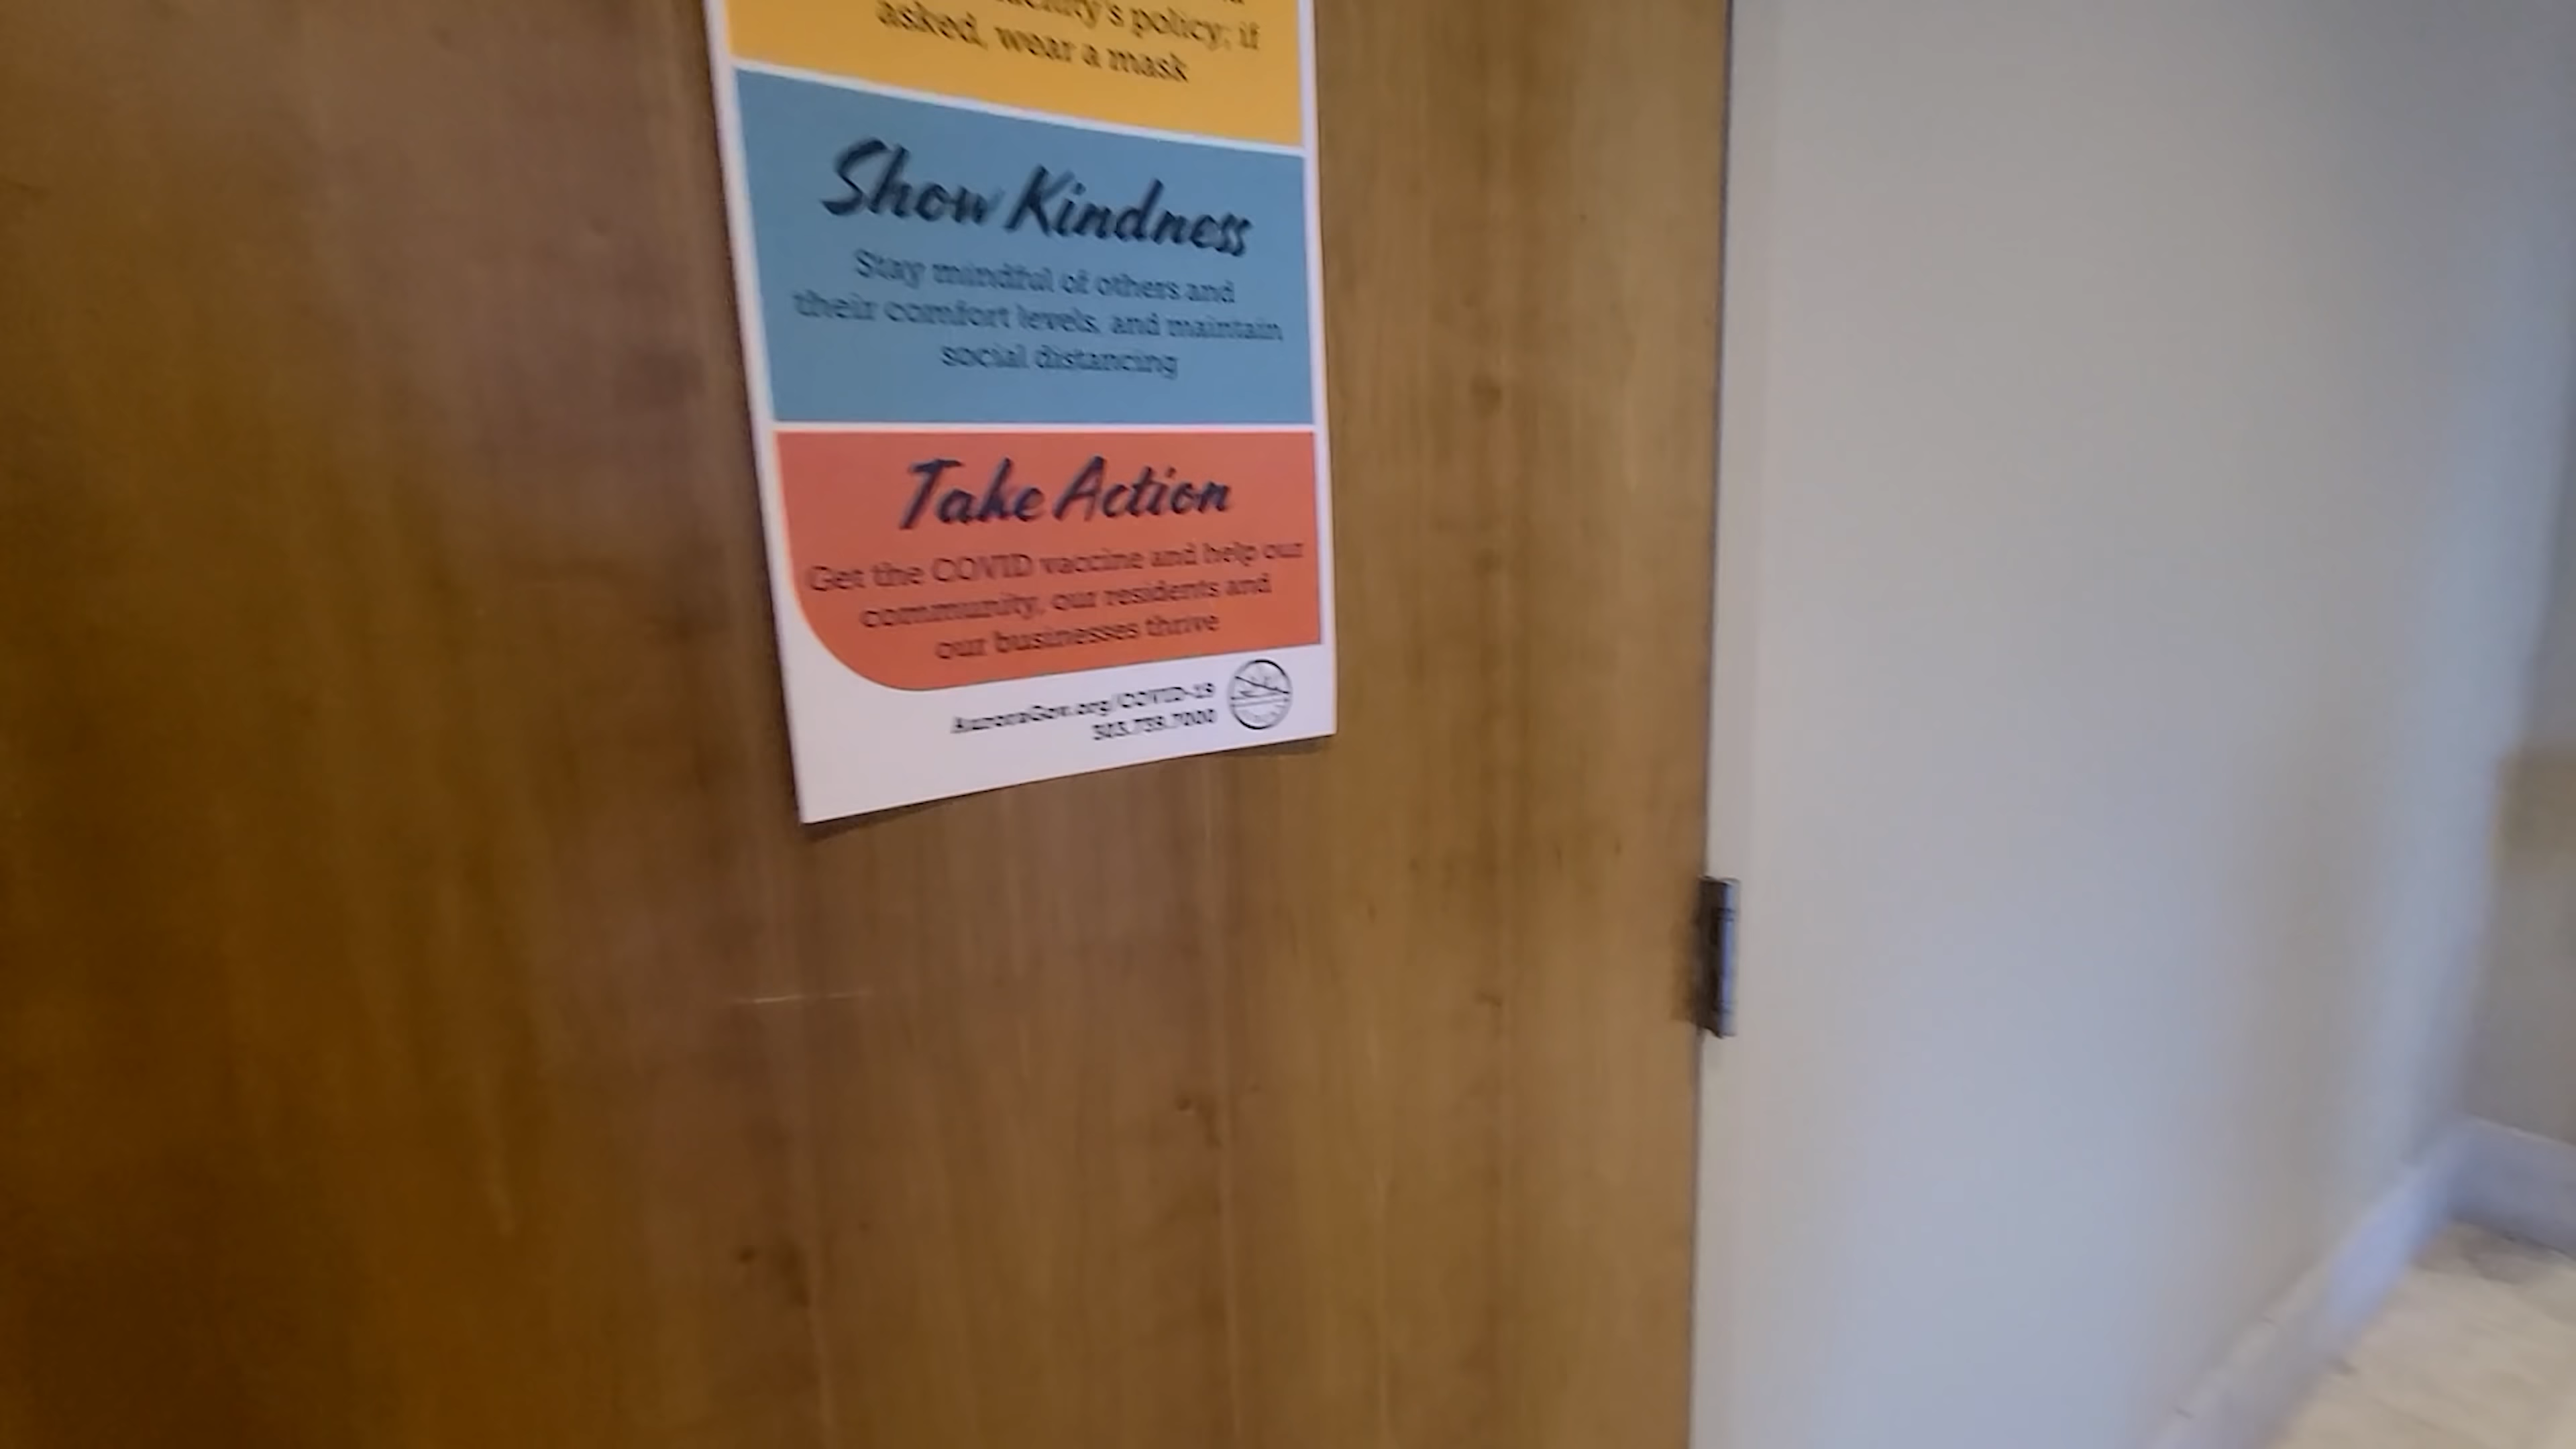 policy; if
asked, wear a mask
Show Kindness
Stay mindful of others and
their comfort levels, and maintain
social distancing
Take Action
Get the COVID vaccine and help our
community, our residents and
our businesses thrive
AuroraGov.org/COVID-19
303.739.7000